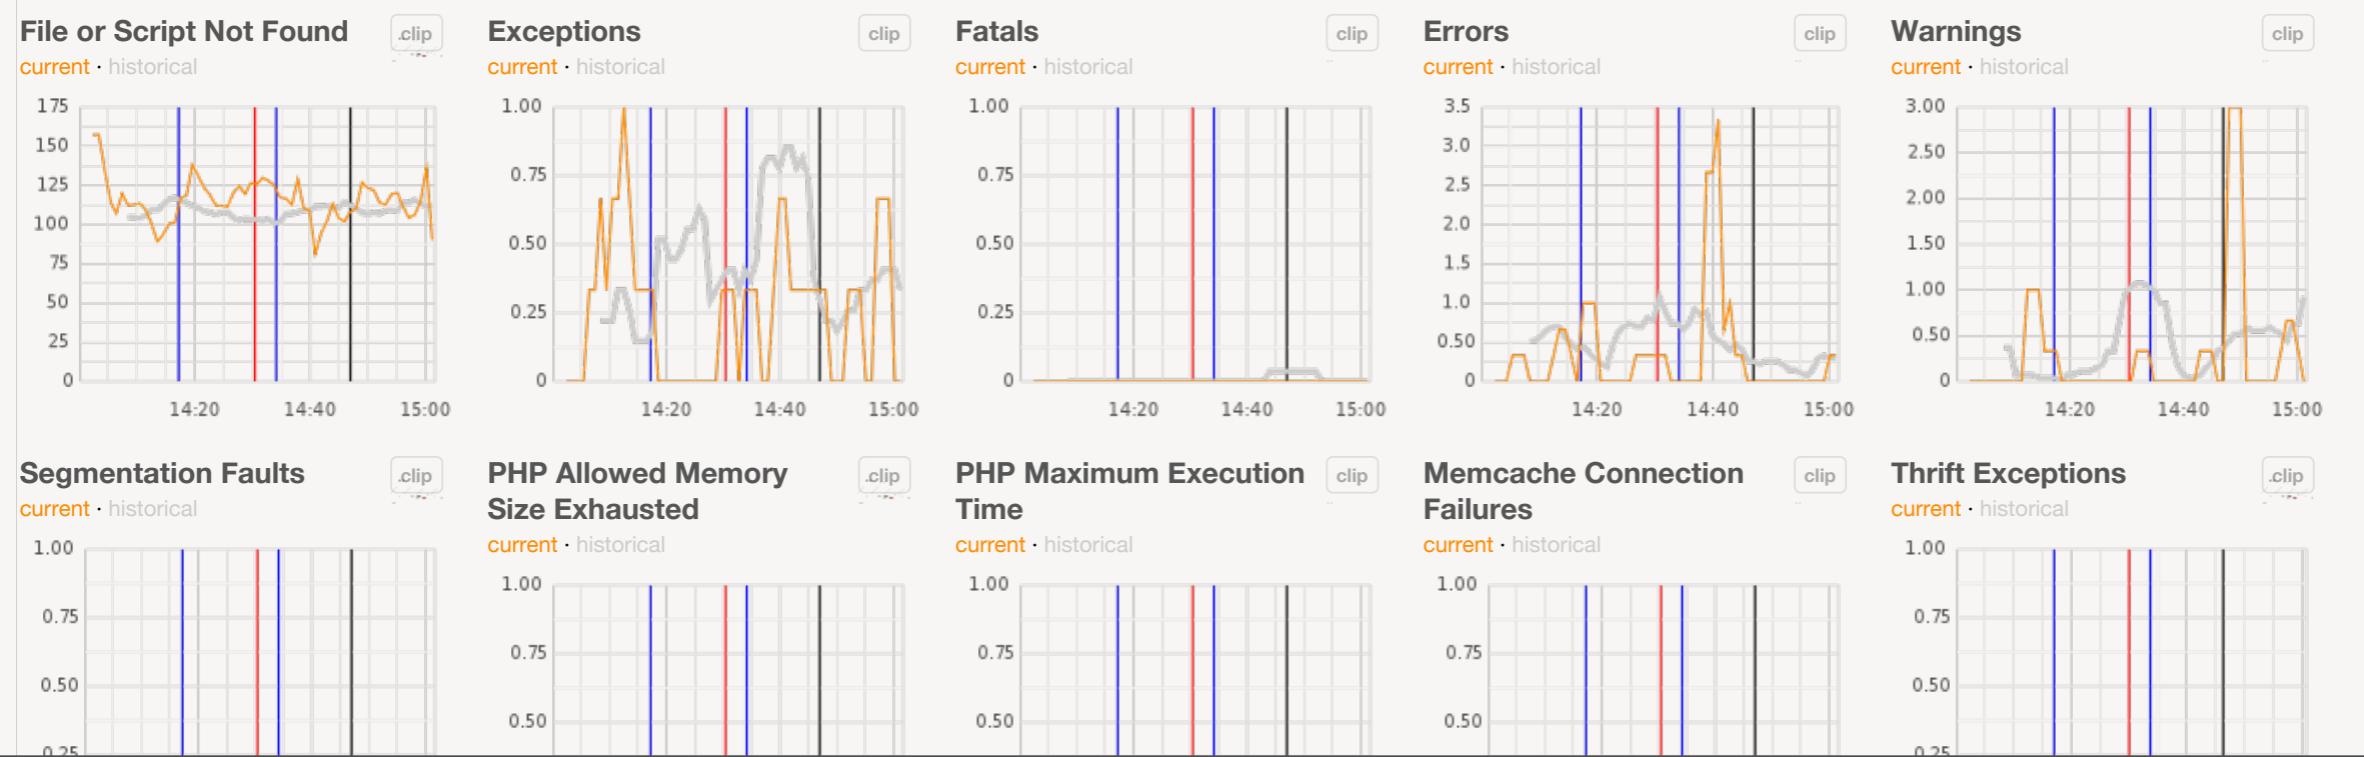 File or Script Not Found
.clip
current · historical
175
150
125
100
75
50
25
0
14:20 14:40 15:00
Exceptions
clip
current · historical
1.00
0.75
0.50
0.25
0
14:20 14:40 15:00
Fatals
clip
current · historical
1.00
0.75
0.50
0.25
0
14:20 14:40 15:00
Errors
clip
current · historical
3.5
3.0
2.5
2.0
1.5
1.0
0.50
0
14:20 14:40 15:00
Warnings
clip
current · historical
3.00
2.50
2.00
1.50
1.00
0.50
0
14:20 14:40 15:00
Segmentation Faults
.clip
current · historical
1.00
0.75
0.50
0.25
PHP Allowed Memory
Size Exhausted
.clip
current · historical
1.00
0.75
0.50
PHP Maximum Execution
Time
clip
current · historical
1.00
0.75
0.50
Memcache Connection
Failures
clip
current · historical
1.00
0.75
0.50
Thrift Exceptions
.clip
current · historical
1.00
0.75
0.50
0.25